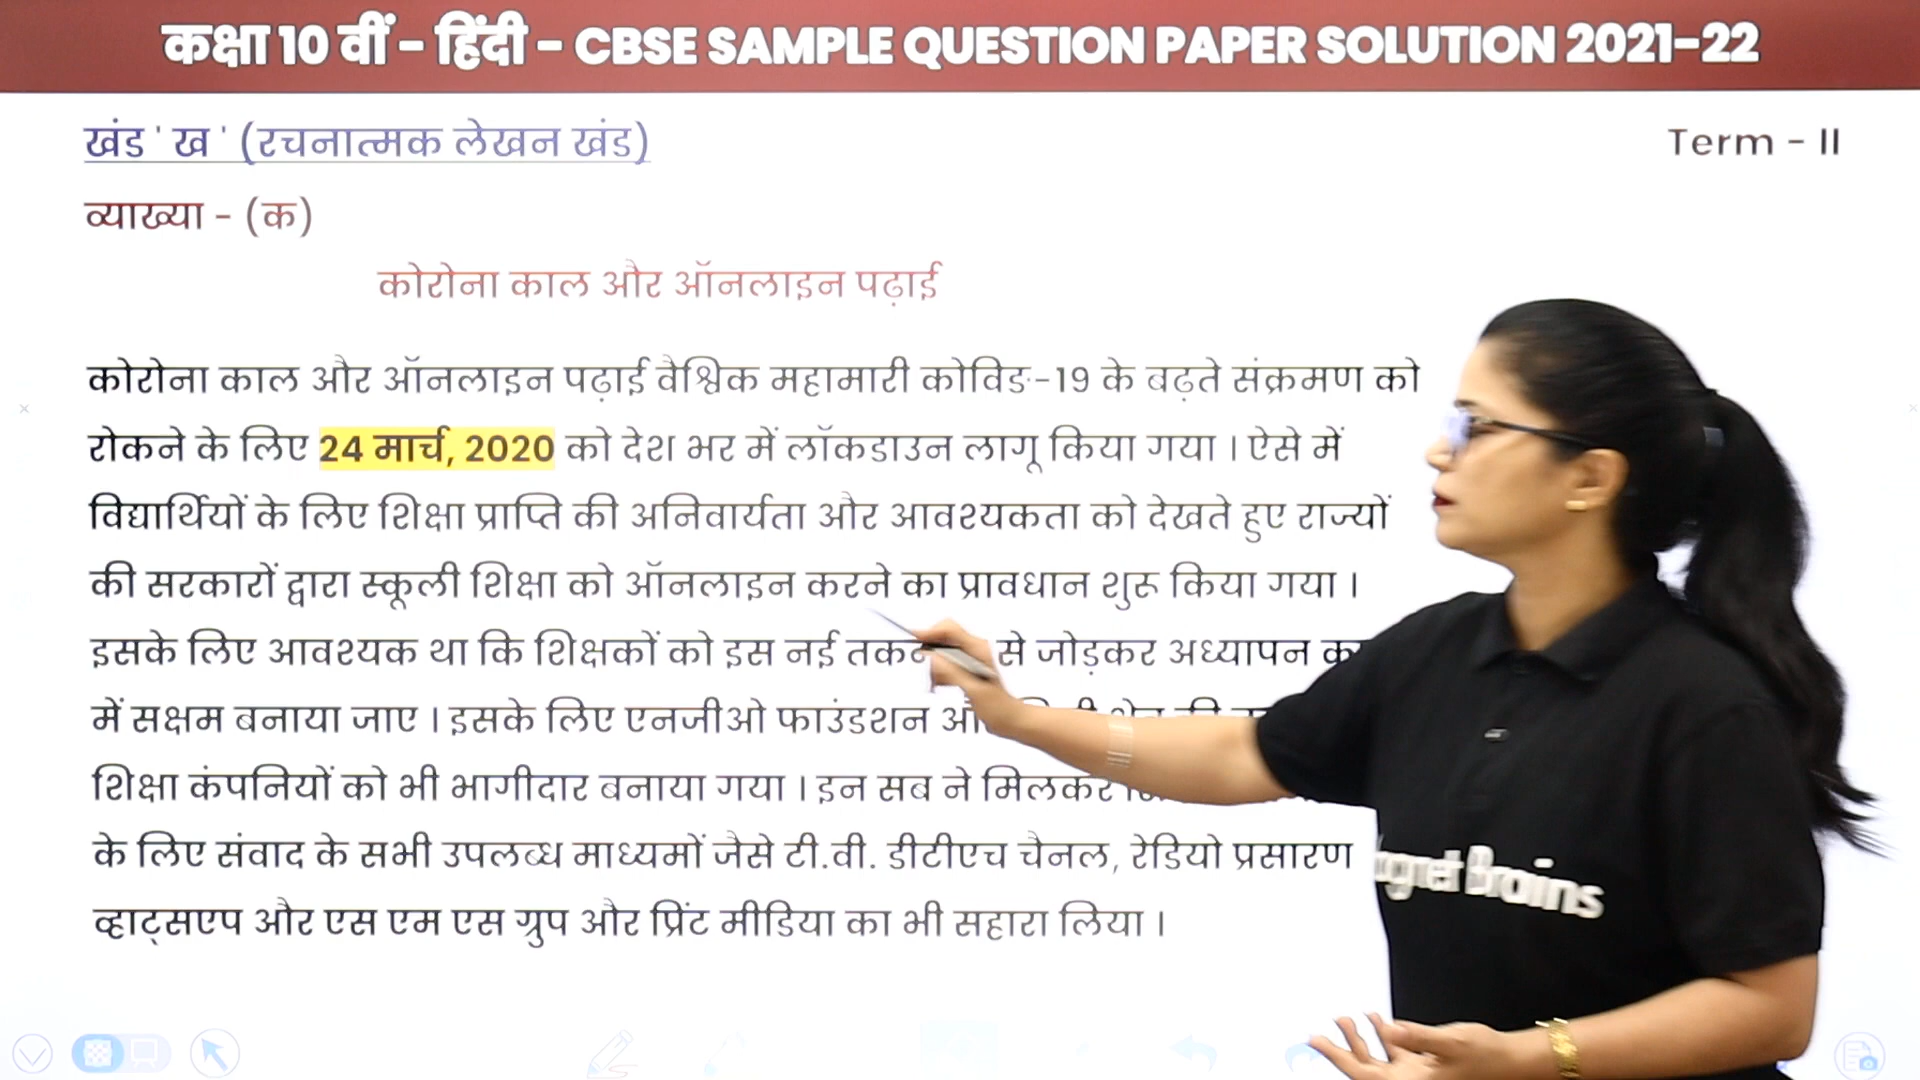 कक्षा 10 वीं - हिंदी - CBSE SAMPLE QUESTION PAPER SOLUTION 2021-22
खंड ' ख ' (रचनात्मक लेखन खंड)
Term - II
व्याख्या - (क)
कोरोना काल और ऑनलाइन पढ़ाई
कोरोना काल और ऑनलाइन पढ़ाई वैश्विक महामारी कोविड-19 के बढ़ते संक्रमण को
रोकने के लिए 24 मार्च, 2020 को देश भर में लॉकडाउन लागू किया गया । ऐसे में
विद्यार्थियों के लिए शिक्षा प्राप्ति की अनिवार्यता और आवश्यकता को देखते हुए राज्यों
की सरकारों द्वारा स्कूली शिक्षा को ऑनलाइन करने का प्रावधान शुरू किया गया ।
इसके लिए आवश्यक था कि शिक्षकों को इस नई से जोड़कर अध्यापन
में सक्षम बनाया जाए । इसके लिए एनजीओ फाउंडशन
शिक्षा कंपनियों को भी भागीदार बनाया गया । इन सब ने मिलकर
के लिए संवाद के सभी उपलब्ध माध्यमों जैसे टी.वी. डीटीएच चैनल, रेडियो प्रसारण
व्हाट्सएप और एस एम एस ग्रुप और प्रिंट मीडिया का भी सहारा लिया ।
Brains